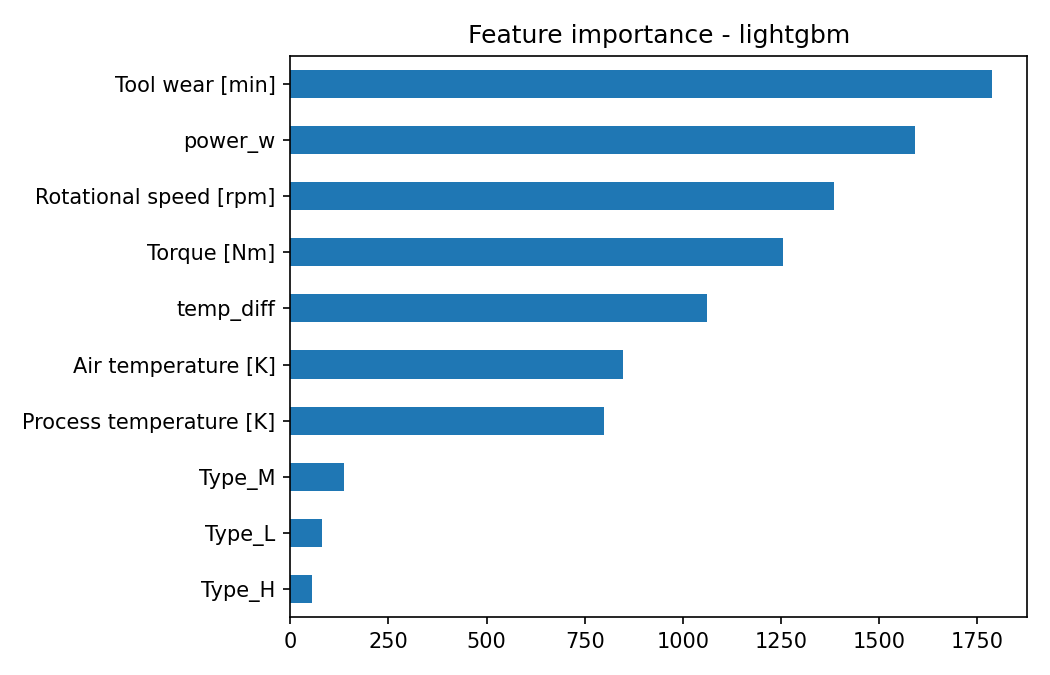 Feature importance - lightgbm
Tool wear [min]
power_w
Rotational speed [rpm]
Torque [Nm]
temp_diff
Air temperature [K]
Process temperature [K]
Type_M
Type_L
Type_H
0 250 500 750 1000 1250 1500 1750